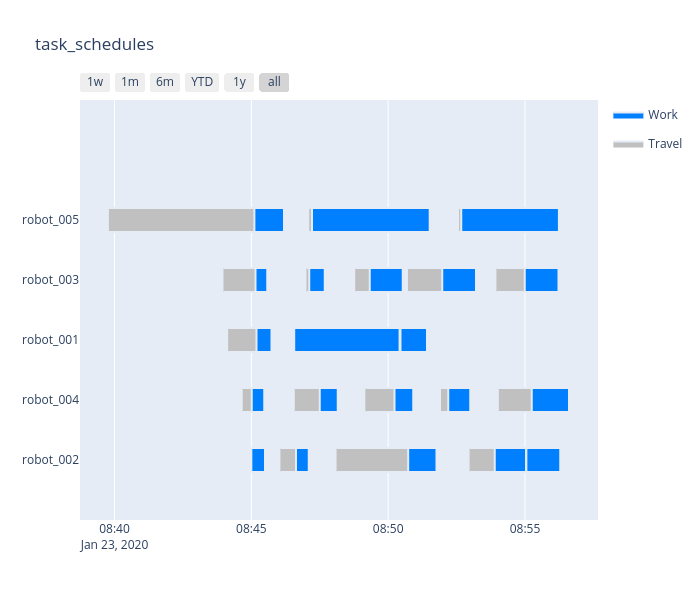 task_schedules
1w 1m 6m YTD 1y all
Work
Travel
robot_005
robot_003
robot_001
robot_004
robot_002
08:40 08:45 08:50 08:55
Jan 23, 2020